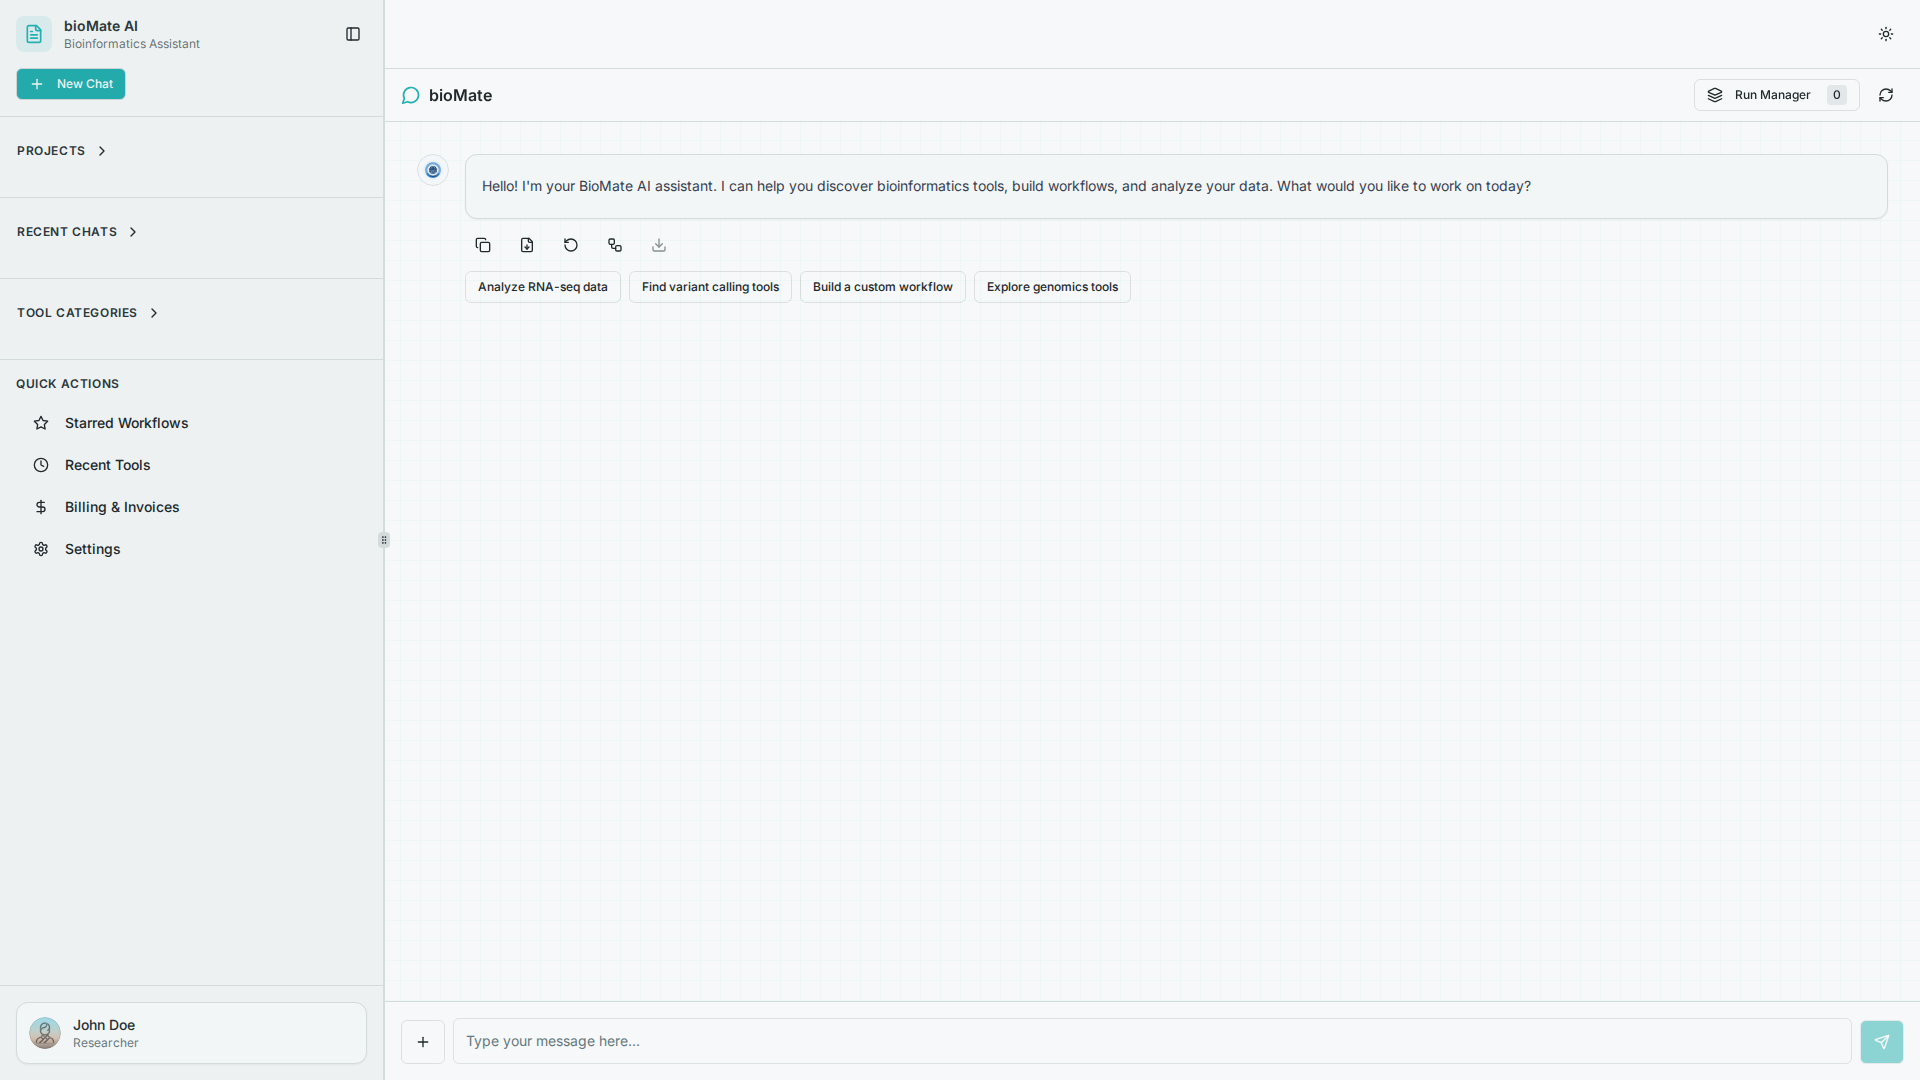 bioMate AI
Bioinformatics Assistant
New Chat
PROJECTS
RECENT CHATS
TOOL CATEGORIES
QUICK ACTIONS
Starred Workflows
Recent Tools
Billing & Invoices
Settings
John Doe
Researcher
bioMate
Run Manager 0
Hello! I'm your BioMate AI assistant. I can help you discover bioinformatics tools, build workflows, and analyze your data. What would you like to work on today?
Analyze RNA-seq data
Find variant calling tools
Build a custom workflow
Explore genomics tools
Type your message here...